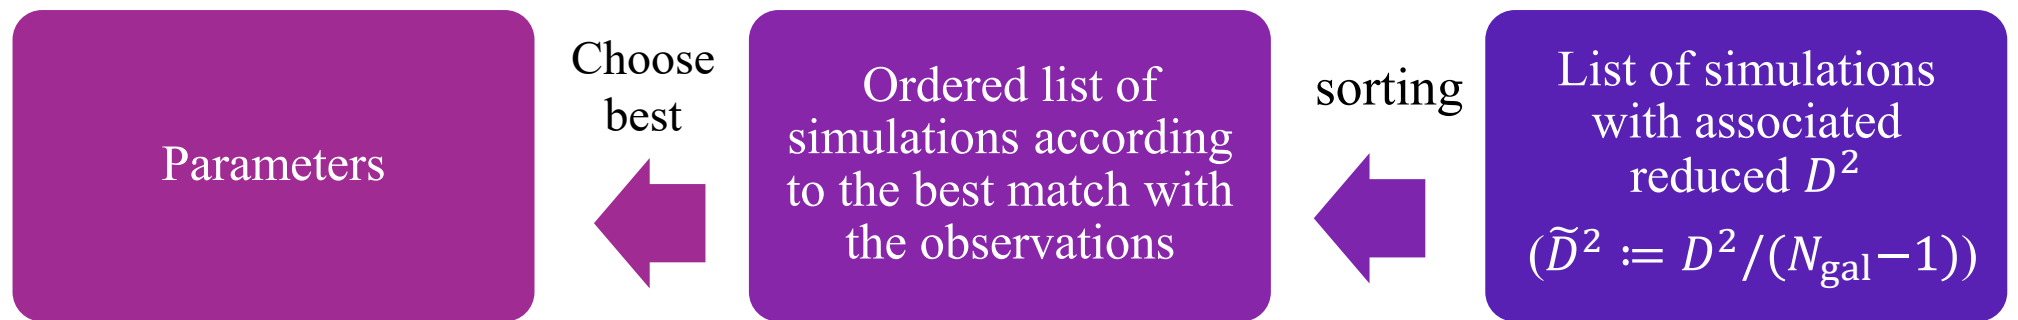 Parameters
Choose
best
Ordered list of
simulations according
to the best match with
the observations
sorting
List of simulations
with associated
reduced 𝐷²
(𝐷̃² ≔ 𝐷²/(𝑁gal−1))